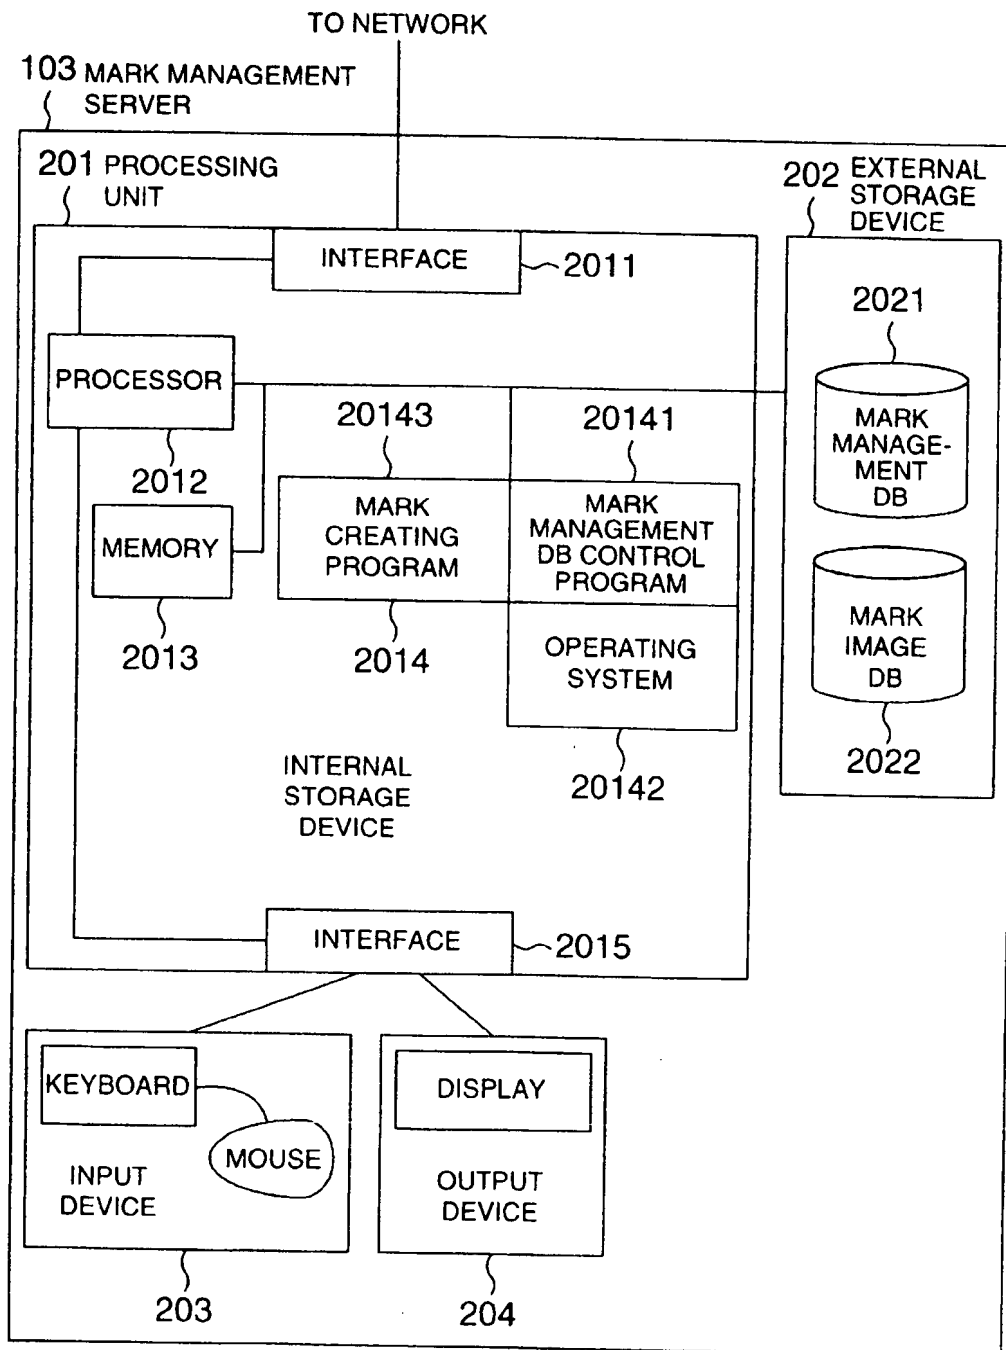 TO NETWORK
103 MARK MANAGEMENT
SERVER
201 PROCESSING
UNIT
202 EXTERNAL
STORAGE
DEVICE
INTERFACE
2011
2021
PROCESSOR
2012
20143
20141
MARK
MANAGE-
MENT
DB
MEMORY
2013
MARK
CREATING
PROGRAM
2014
MARK
MANAGEMENT
DB CONTROL
PROGRAM
OPERATING
SYSTEM
20142
MARK
IMAGE
DB
2022
INTERNAL
STORAGE
DEVICE
INTERFACE
2015
KEYBOARD
MOUSE
INPUT
DEVICE
203
DISPLAY
OUTPUT
DEVICE
204